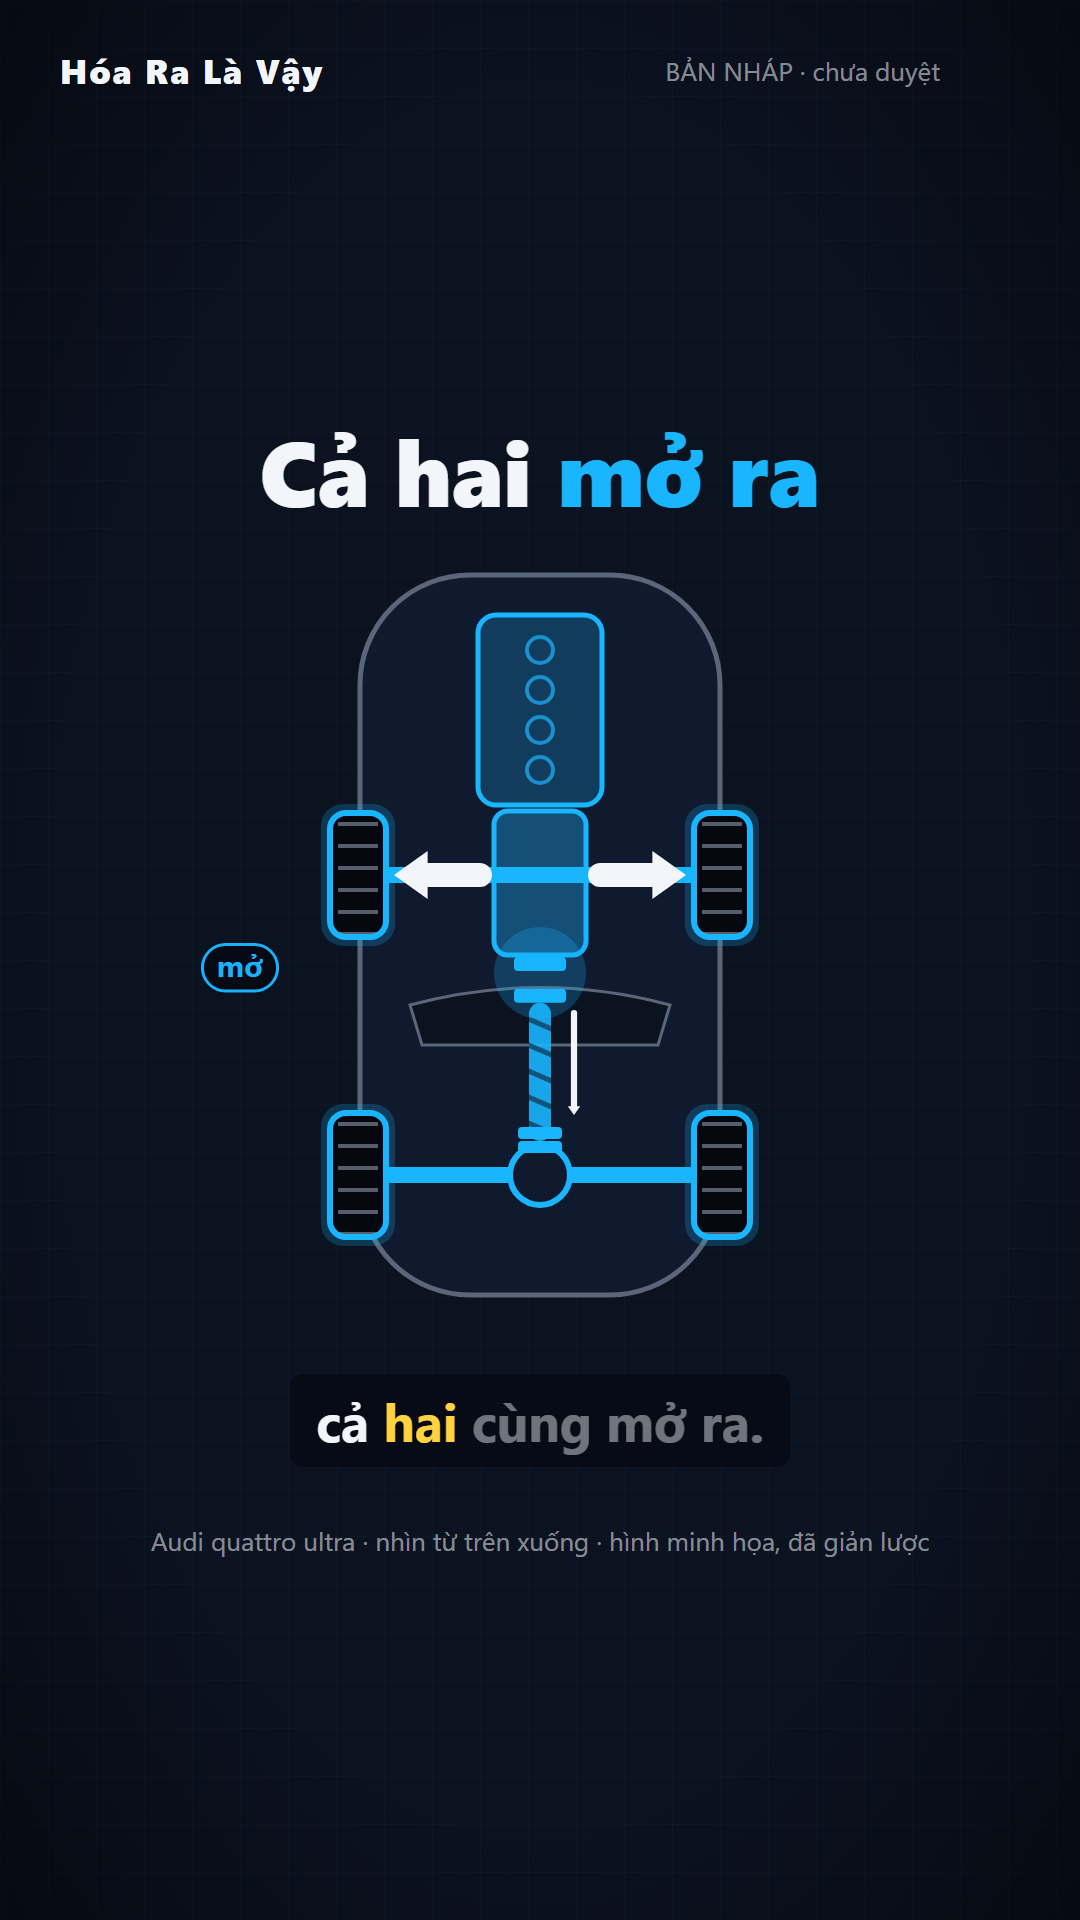 Hóa Ra Là Vậy
BẢN NHÁP · chưa duyệt
Cả hai mở ra
mở
cả hai cùng mở ra.
Audi quattro ultra · nhìn từ trên xuống · hình minh họa, đã giản lược